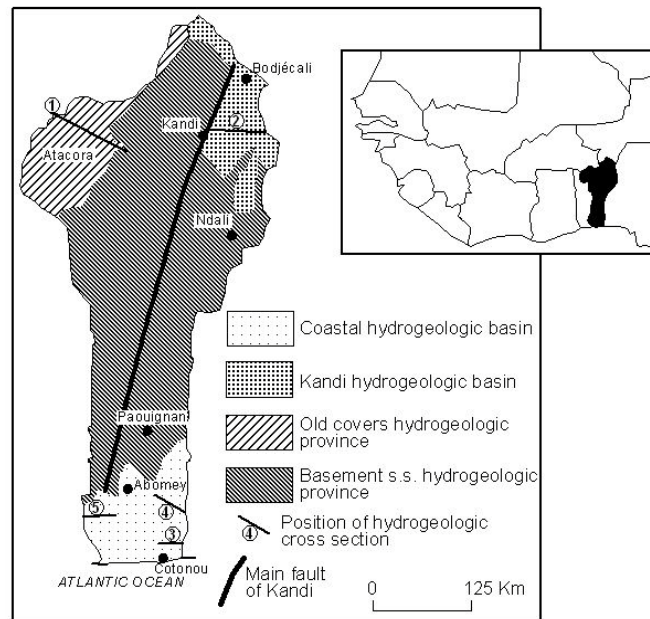 Bodjécali
①
Kandi
②
Atacora
Ndali
Coastal hydrogeologic basin
Kandi hydrogeologic basin
Old covers hydrogeologic
province
Paouignan
Basement s.s. hydrogeologic
province
Abomey
⑤
④
④
Position of hydrogeologic
cross section
③
Cotonou
ATLANTIC OCEAN
Main fault
of Kandi
0 125 Km